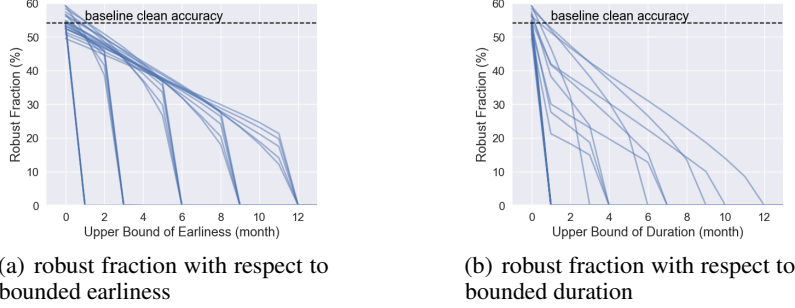 60
50
40
30
20
10
0
Robust Fraction (%)
baseline clean accuracy
0 2 4 6 8 10 12
Upper Bound of Earliness (month)
(a) robust fraction with respect to
bounded earliness
60
50
40
30
20
10
0
Robust Fraction (%)
baseline clean accuracy
0 2 4 6 8 10 12
Upper Bound of Duration (month)
(b) robust fraction with respect to
bounded duration